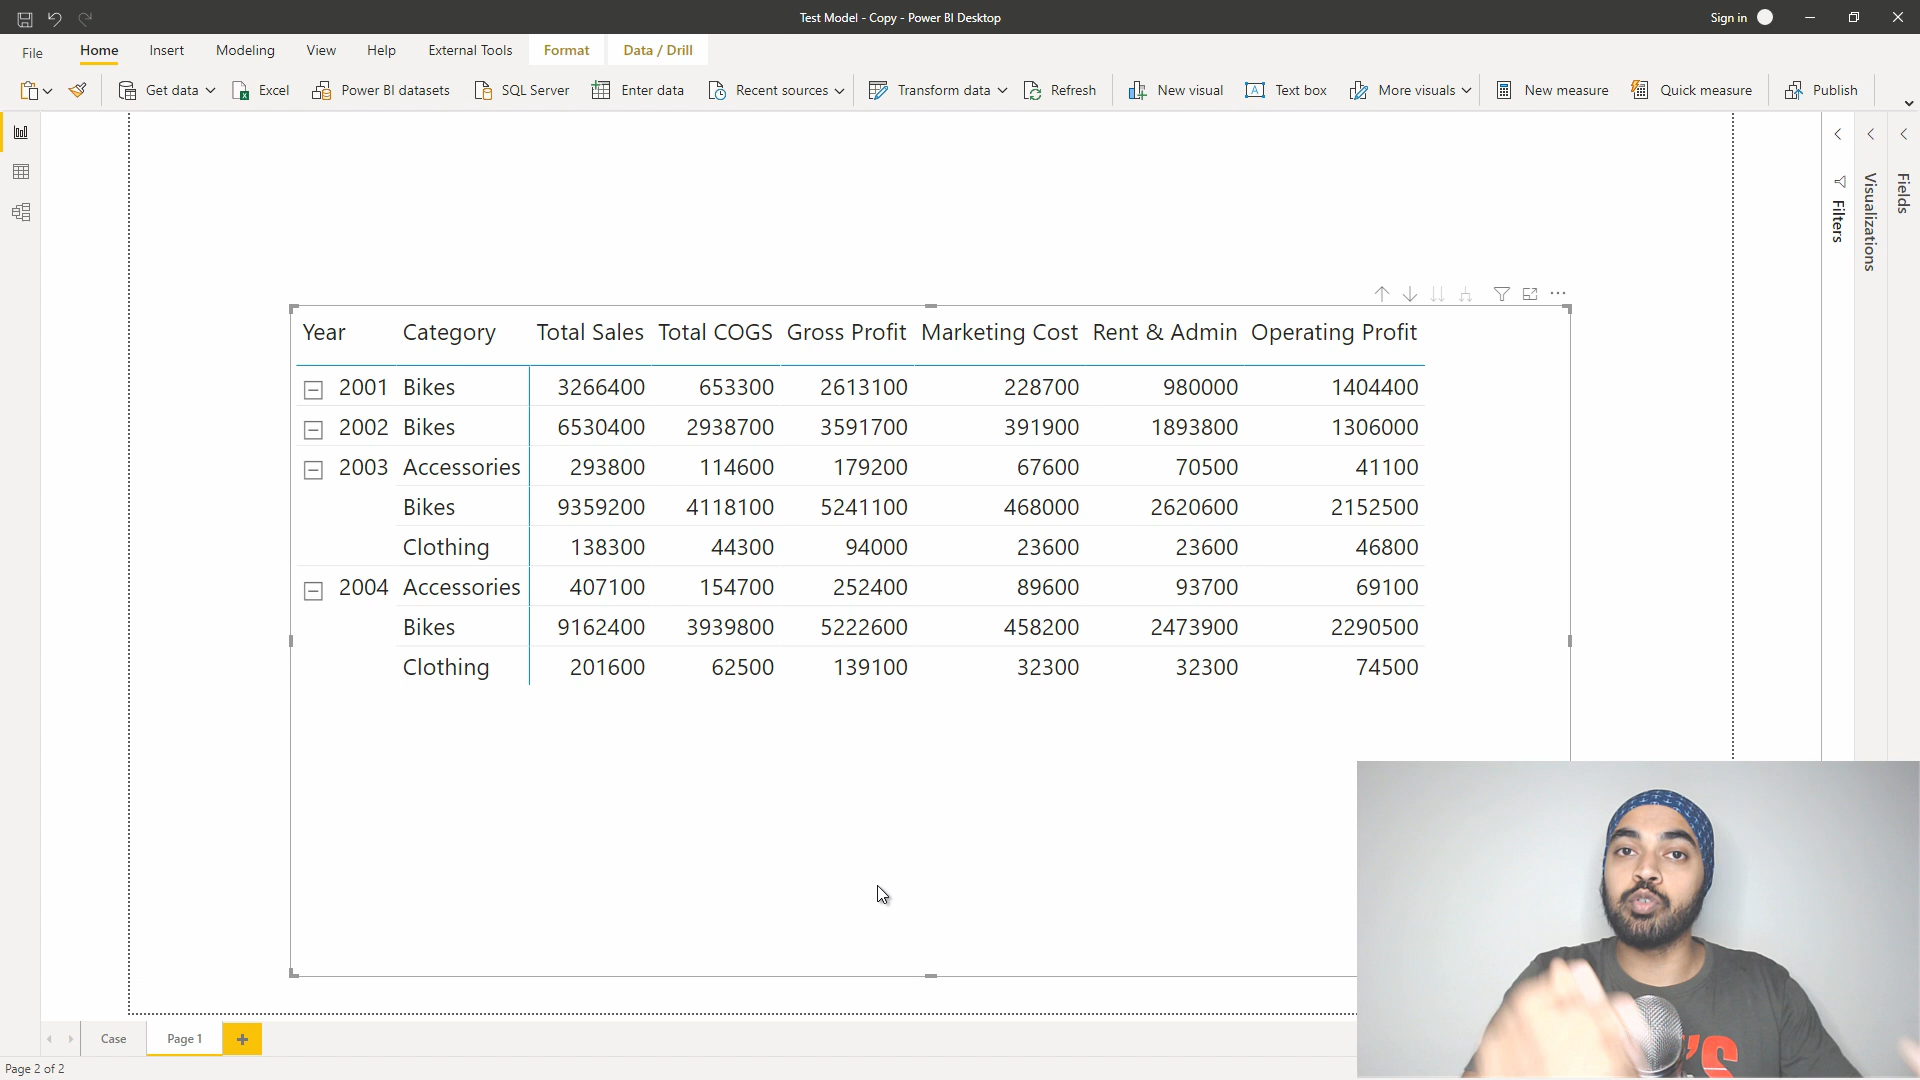 Test Model - Copy - Power BI Desktop
Sign in
File Home Insert Modeling View Help External Tools Format Data / Drill
Get data Excel Power BI datasets SQL Server Enter data Recent sources Transform data Refresh New visual Text box More visuals New measure Quick measure Publish
Filters
Visualizations
Fields
Year Category Total Sales Total COGS Gross Profit Marketing Cost Rent & Admin Operating Profit
2001 Bikes 3266400 653300 2613100 228700 980000 1404400
2002 Bikes 6530400 2938700 3591700 391900 1893800 1306000
2003 Accessories 293800 114600 179200 67600 70500 41100
Bikes 9359200 4118100 5241100 468000 2620600 2152500
Clothing 138300 44300 94000 23600 23600 46800
2004 Accessories 407100 154700 252400 89600 93700 69100
Bikes 9162400 3939800 5222600 458200 2473900 2290500
Clothing 201600 62500 139100 32300 32300 74500
Case Page 1
Page 2 of 2